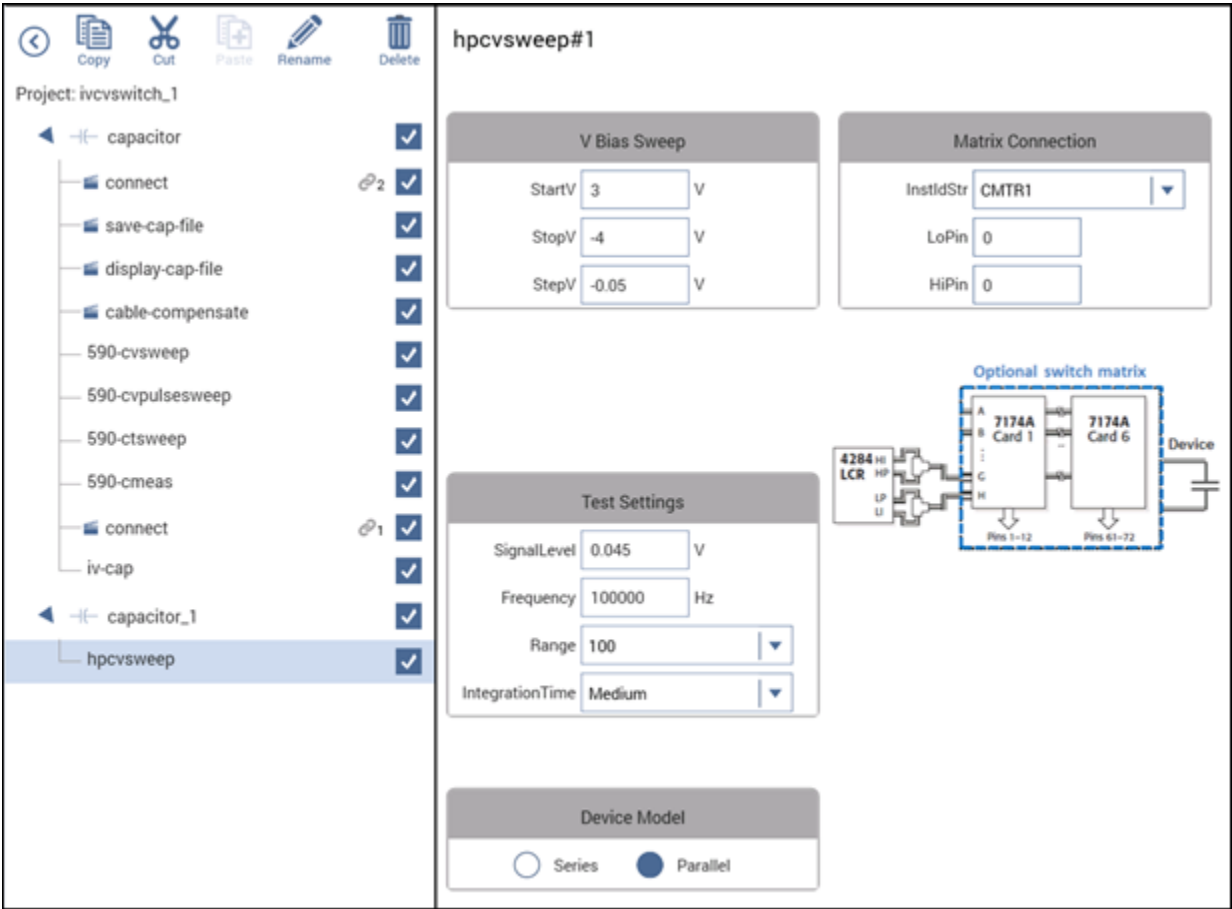 Copy
Cut
Paste
Rename
Delete
Project: ivcvswitch_1
capacitor
connect 2
save-cap-file
display-cap-file
cable-compensate
590-cvsweep
590-cvpulsesweep
590-ctsweep
590-cmeas
connect 1
iv-cap
capacitor_1
hpcvsweep
hpcvsweep#1
V Bias Sweep
StartV 3 V
StopV -4 V
StepV -0.05 V
Matrix Connection
InstIdStr CMTR1
LoPin 0
HiPin 0
Optional switch matrix
4284 HI
LCR HP
LP
LI
A
B
⋮
G
H
7174A
Card 1
7174A
Card 6
...
Device
Pins 1–12
Pins 61–72
Test Settings
SignalLevel 0.045 V
Frequency 100000 Hz
Range 100
IntegrationTime Medium
Device Model
Series
Parallel